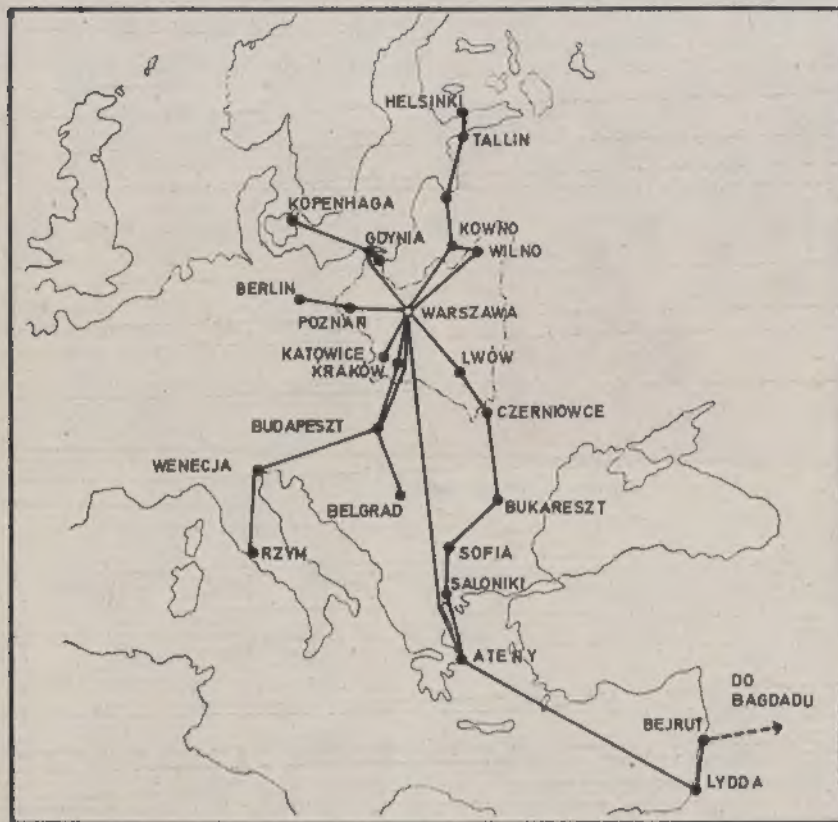 HELSINKI
TALLIN
KOPENHAGA
GDYNIA
KOWNO
WILNO
BERLIN
POZNAŃ
WARSZAWA
KATOWICE
KRAKÓW
LWÓW
CZERNIOWCE
BUDAPESZT
WENECJA
BELGRAD
BUKARESZT
RZYM
SOFIA
SALONIKI
ATENY
DO
BAGDADU
BEJRUT
LYDDA